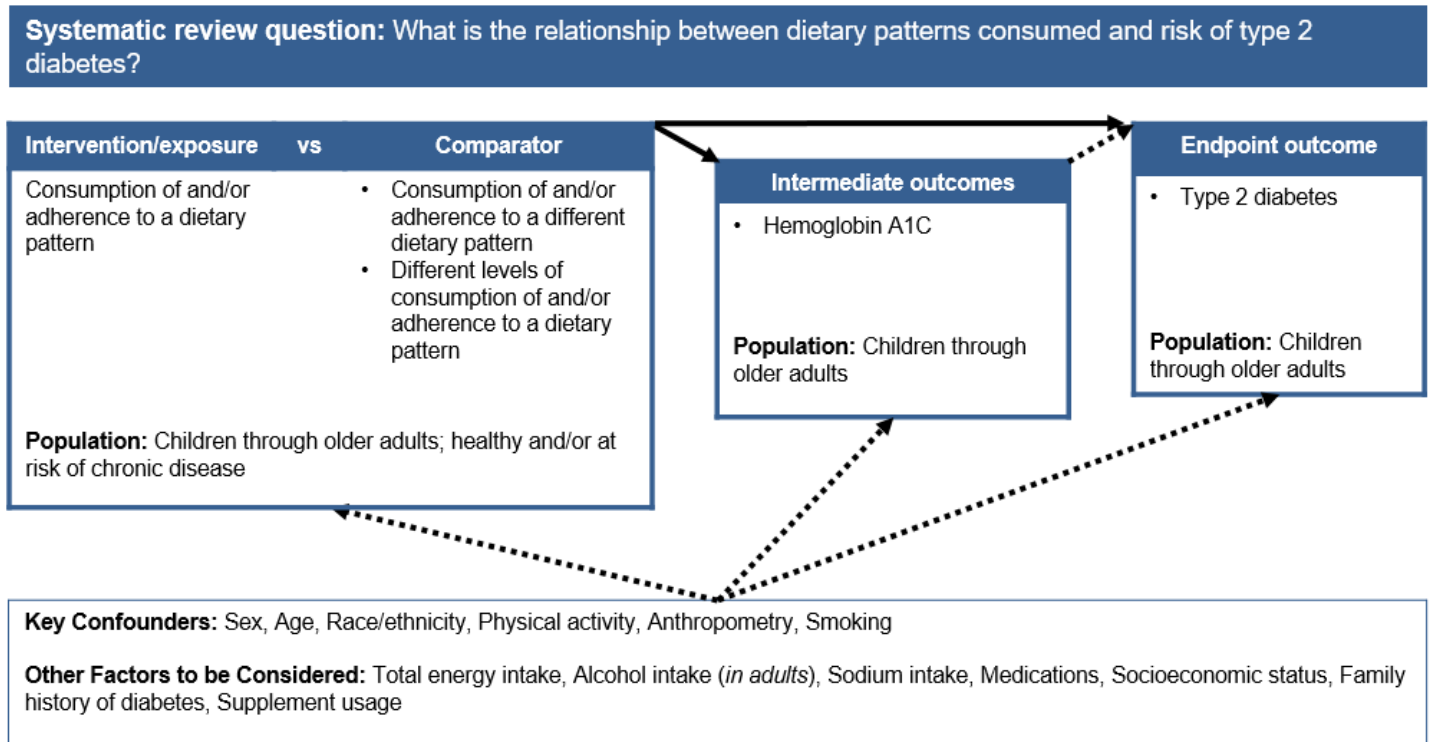 Systematic review question: What is the relationship between dietary patterns consumed and risk of type 2
diabetes?
Intervention/exposure vs Comparator
Consumption of and/or
adherence to a dietary
pattern
• Consumption of and/or
adherence to a different
dietary pattern
• Different levels of
consumption of and/or
adherence to a dietary
pattern
Population: Children through older adults; healthy and/or at
risk of chronic disease
Intermediate outcomes
• Hemoglobin A1C
Population: Children through
older adults
Endpoint outcome
• Type 2 diabetes
Population: Children
through older adults
Key Confounders: Sex, Age, Race/ethnicity, Physical activity, Anthropometry, Smoking
Other Factors to be Considered: Total energy intake, Alcohol intake (in adults), Sodium intake, Medications, Socioeconomic status, Family
history of diabetes, Supplement usage